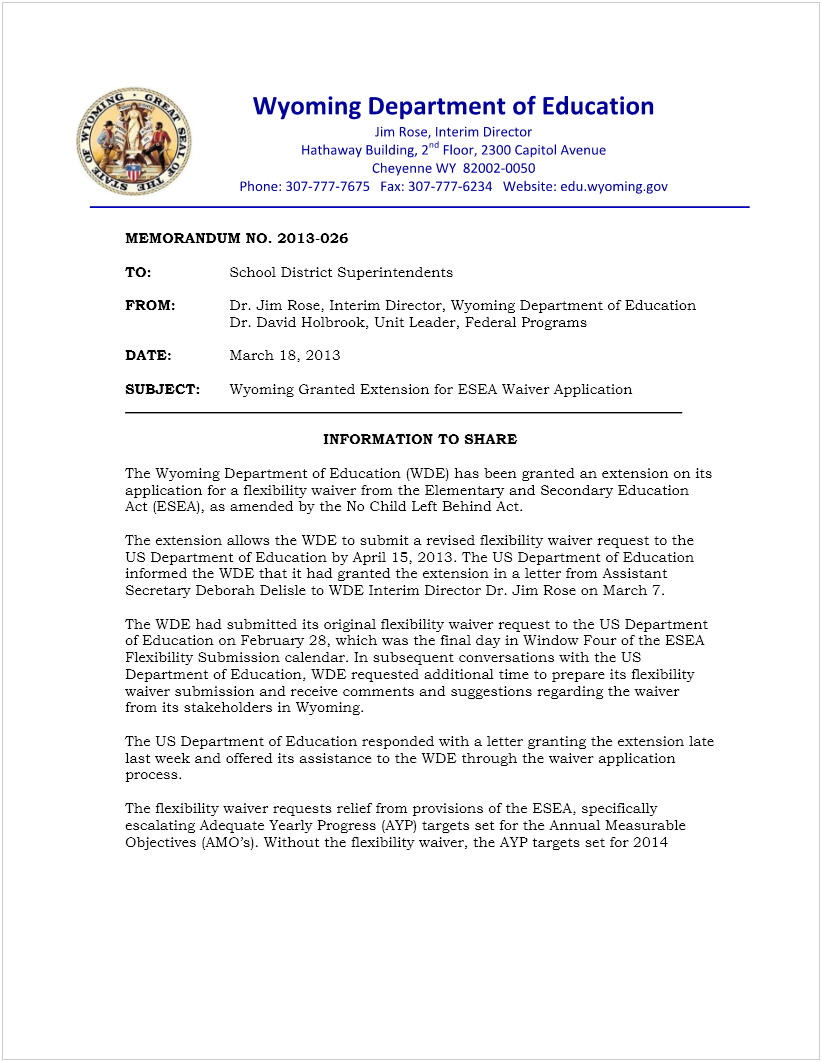 GREAT SEAL OF THE STATE OF WYOMING
Wyoming Department of Education
Jim Rose, Interim Director
Hathaway Building, 2nd Floor, 2300 Capitol Avenue
Cheyenne WY 82002-0050
Phone: 307-777-7675 Fax: 307-777-6234 Website: edu.wyoming.gov
MEMORANDUM NO. 2013-026
TO: School District Superintendents
FROM: Dr. Jim Rose, Interim Director, Wyoming Department of Education
Dr. David Holbrook, Unit Leader, Federal Programs
DATE: March 18, 2013
SUBJECT: Wyoming Granted Extension for ESEA Waiver Application
INFORMATION TO SHARE
The Wyoming Department of Education (WDE) has been granted an extension on its
application for a flexibility waiver from the Elementary and Secondary Education
Act (ESEA), as amended by the No Child Left Behind Act.
The extension allows the WDE to submit a revised flexibility waiver request to the
US Department of Education by April 15, 2013. The US Department of Education
informed the WDE that it had granted the extension in a letter from Assistant
Secretary Deborah Delisle to WDE Interim Director Dr. Jim Rose on March 7.
The WDE had submitted its original flexibility waiver request to the US Department
of Education on February 28, which was the final day in Window Four of the ESEA
Flexibility Submission calendar. In subsequent conversations with the US
Department of Education, WDE requested additional time to prepare its flexibility
waiver submission and receive comments and suggestions regarding the waiver
from its stakeholders in Wyoming.
The US Department of Education responded with a letter granting the extension late
last week and offered its assistance to the WDE through the waiver application
process.
The flexibility waiver requests relief from provisions of the ESEA, specifically
escalating Adequate Yearly Progress (AYP) targets set for the Annual Measurable
Objectives (AMO's). Without the flexibility waiver, the AYP targets set for 2014